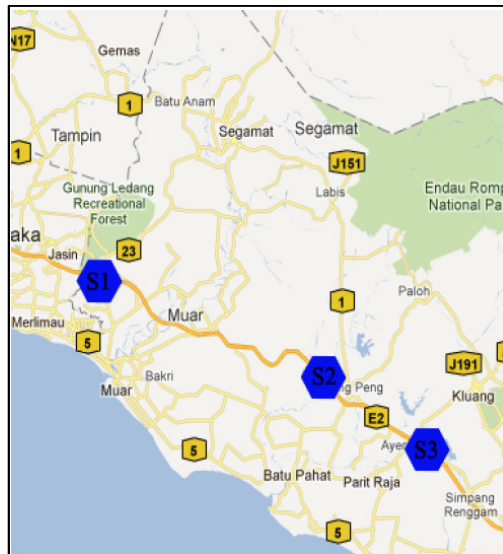 N17
Gemas
1
Batu Anam
Segamat
Segamat
Tampin
1
J151
Gunung Ledang
Recreational
Forest
Labis
Endau Romp
National Pa
aka
Jasin
23
S1
Paloh
Merlimau
5
Muar
1
J191
Kluang
Bakri
Muar
S2
ng Peng
E2
Ayer
S3
5
Batu Pahat
Parit Raja
Simpang
Renggam
5